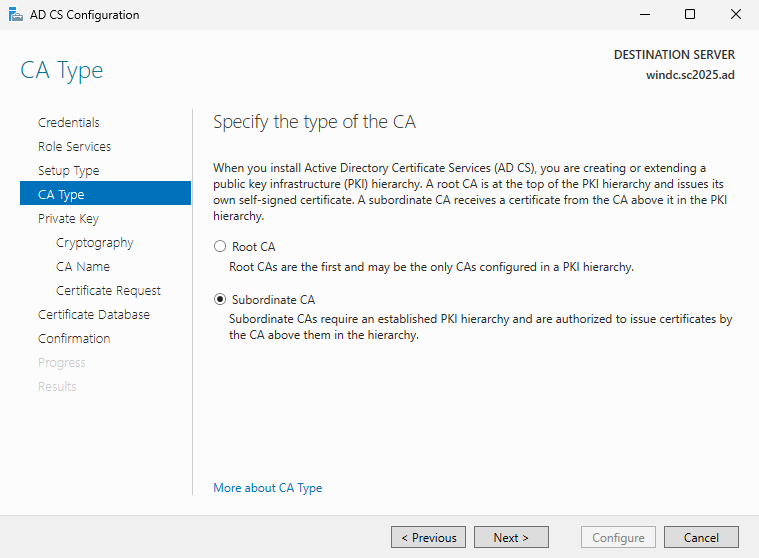 AD CS Configuration
CA Type
DESTINATION SERVER
windc.sc2025.ad
Credentials
Role Services
Setup Type
CA Type
Private Key
Cryptography
CA Name
Certificate Request
Certificate Database
Confirmation
Progress
Results
Specify the type of the CA
When you install Active Directory Certificate Services (AD CS), you are creating or extending a
public key infrastructure (PKI) hierarchy. A root CA is at the top of the PKI hierarchy and issues its
own self-signed certificate. A subordinate CA receives a certificate from the CA above it in the PKI
hierarchy.
Root CA
Root CAs are the first and may be the only CAs configured in a PKI hierarchy.
Subordinate CA
Subordinate CAs require an established PKI hierarchy and are authorized to issue certificates by
the CA above them in the hierarchy.
More about CA Type
< Previous
Next >
Configure
Cancel